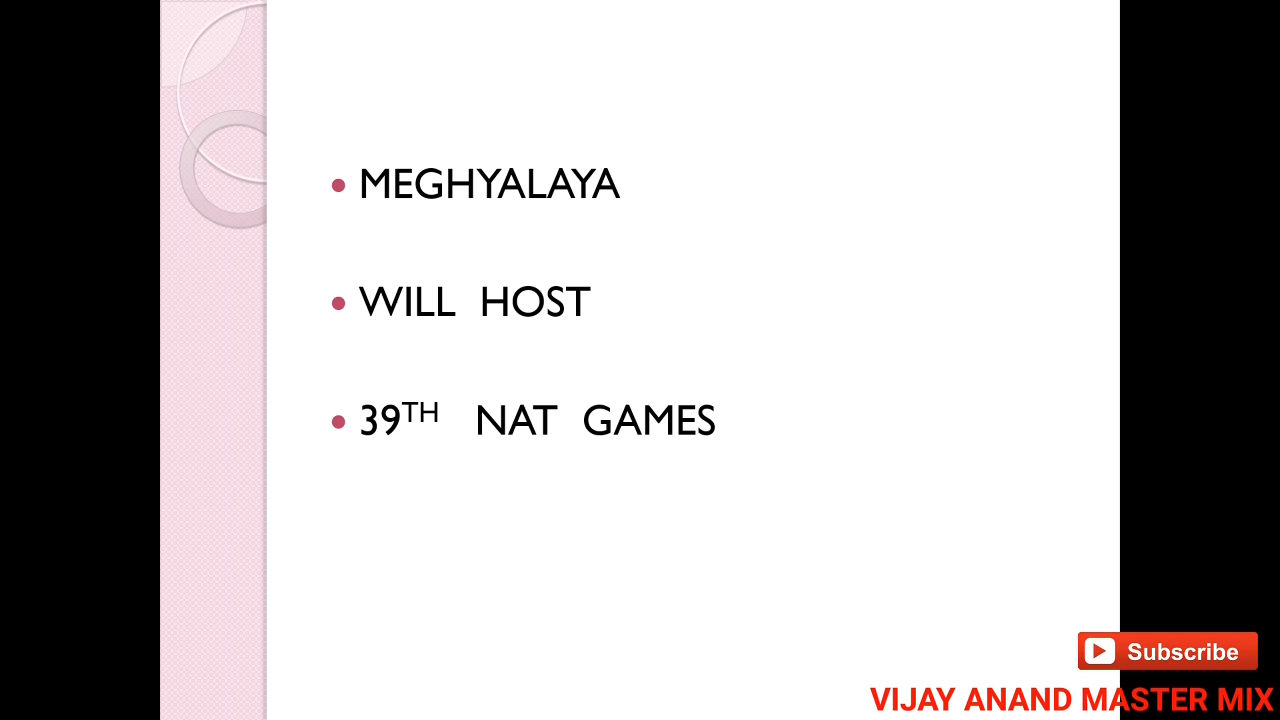 MEGHYALAYA
WILL HOST
39TH NAT GAMES
Subscribe
VIJAY ANAND MASTER MIX